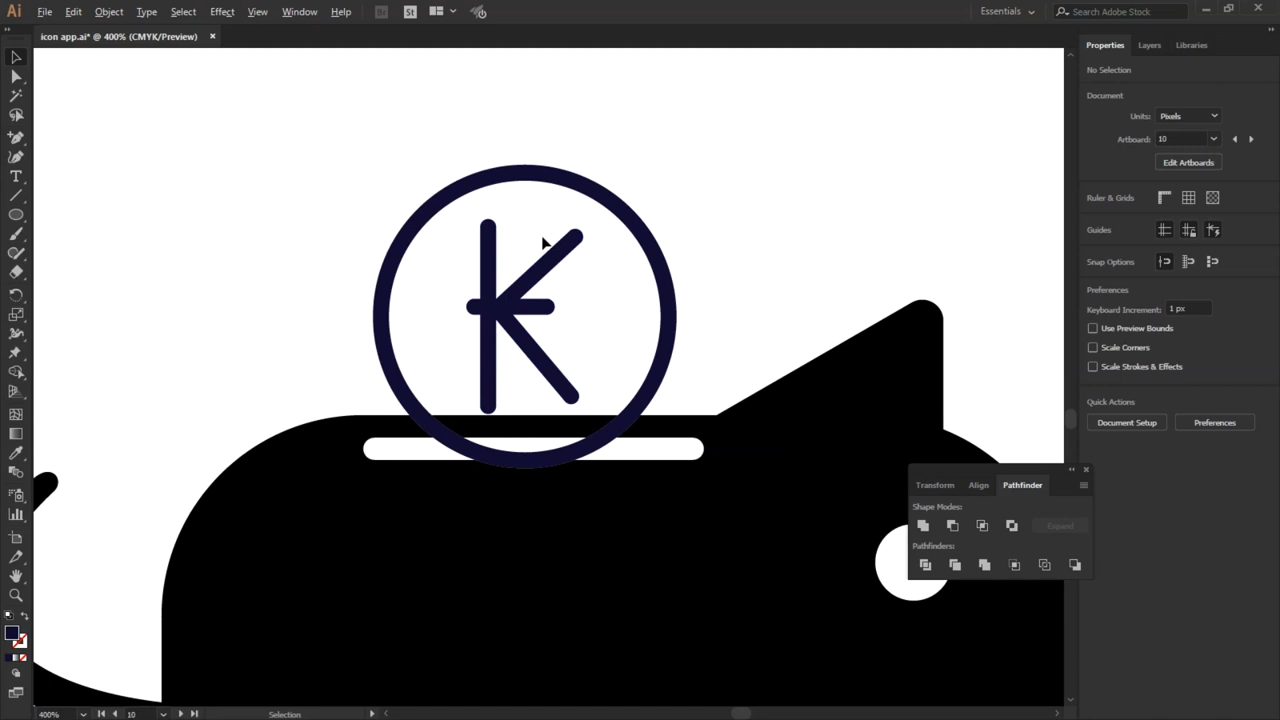 Ai File Edit Object Type Select Effect View Window Help Br St Essentials Search Adobe Stock
icon app.ai* @ 400% (CMYK/Preview)
Properties Layers Libraries
No Selection
Document
Units: Pixels
Artboard: 10
Edit Artboards
Ruler & Grids
Guides
Snap Options
Preferences
Keyboard Increment: 1 px
Use Preview Bounds
Scale Corners
Scale Strokes & Effects
Quick Actions
Document Setup Preferences
Transform Align Pathfinder
Shape Modes:
Expand
Pathfinders:
400% 10 Selection